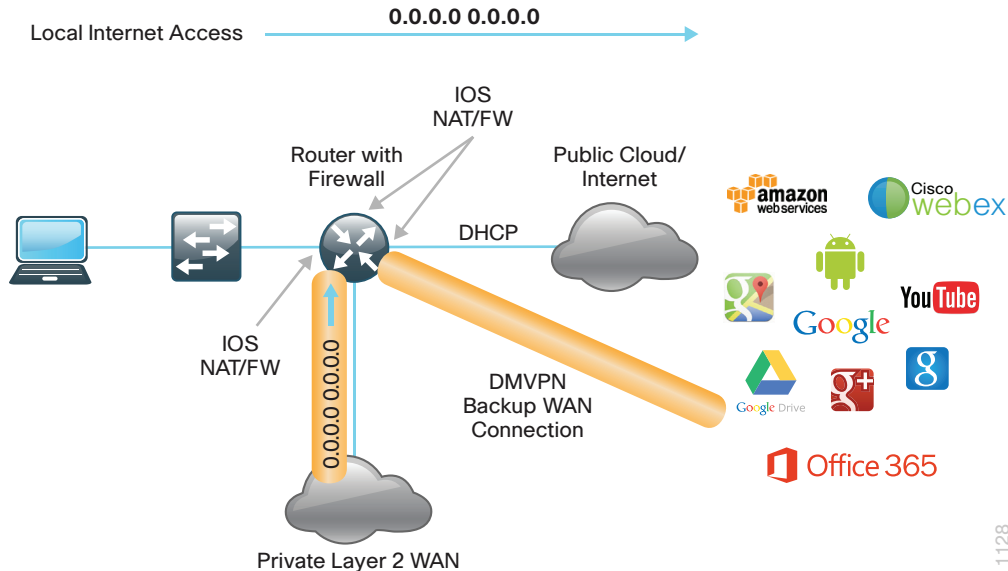 0.0.0.0 0.0.0.0
Local Internet Access
IOS
NAT/FW
Router with
Firewall
Public Cloud/
Internet
DHCP
IOS
NAT/FW
0.0.0.0 0.0.0.0
DMVPN
Backup WAN
Connection
Private Layer 2 WAN
amazon
webservices
Cisco
webex
g
YouTube
Google
Google Drive
g+
g
Office 365
1128